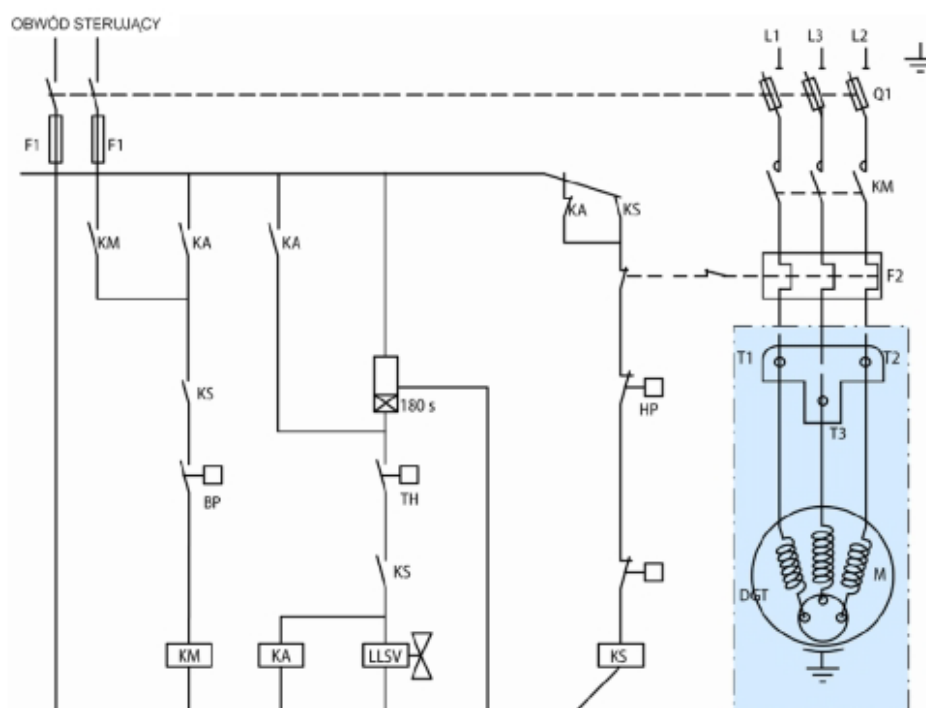 OBWÓD STERUJĄCY
L1 L3 L2
Q1
F1 F1
KM
KA KS
KM KA KA
F2
T1 T2
KS 180 s HP
T3
BP TH
KS
M
DGT
KM KA LLSV KS